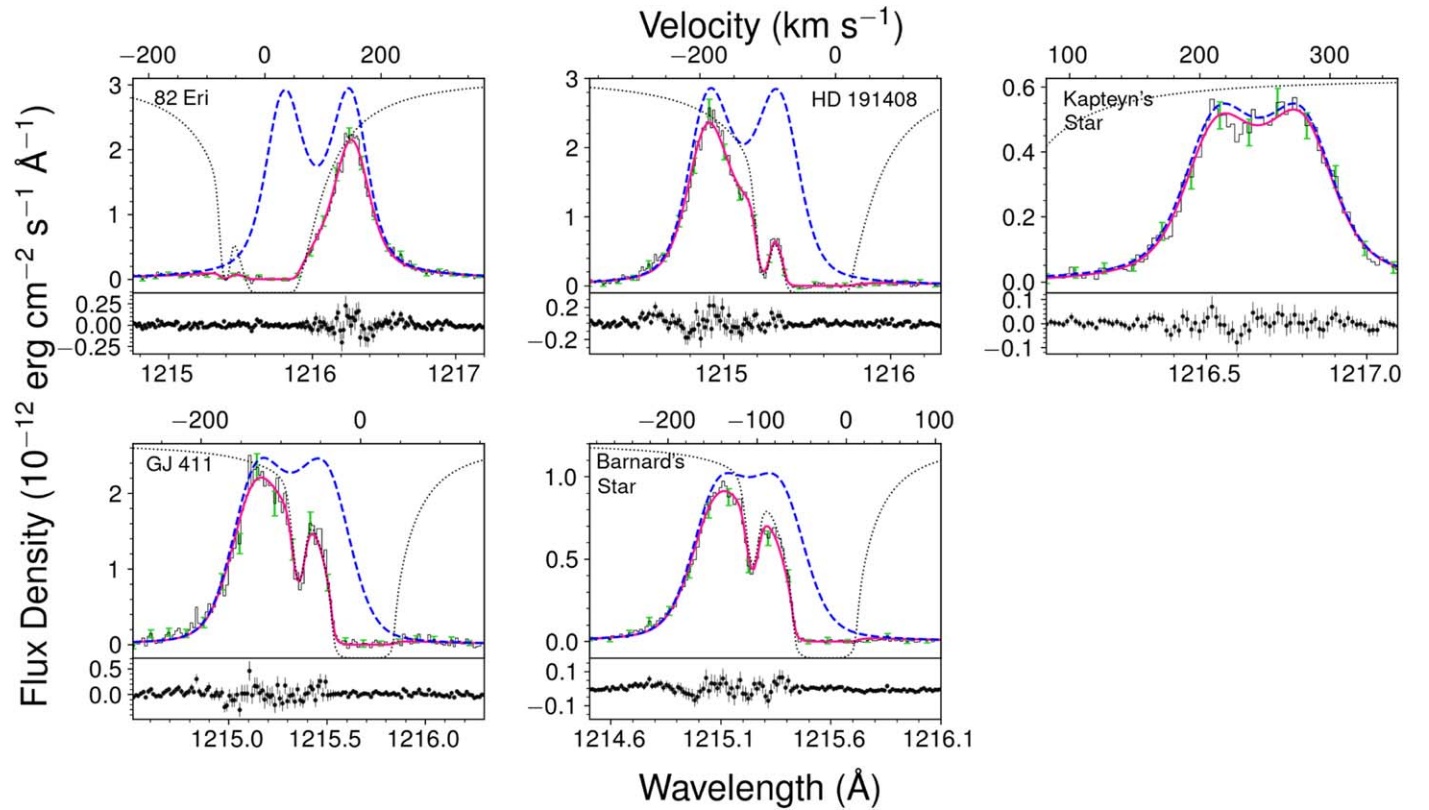 Velocity (km s⁻¹)
−200 0 200
−200 0
100 200 300
82 Eri
HD 191408
Kapteyn's
Star
3
2
1
0
3
2
1
0
0.6
0.4
0.2
0.0
0.25
0.00
−0.25
0.2
−0.2
0.1
0.0
−0.1
1215 1216 1217
1215 1216
1216.5 1217.0
−200 0
−200 −100 0 100
GJ 411
Barnard's
Star
2
1
0
1.0
0.5
0.0
0.5
0.0
0.1
−0.1
1215.0 1215.5 1216.0
1214.6 1215.1 1215.6 1216.1
Flux Density (10⁻¹² erg cm⁻² s⁻¹ Å⁻¹)
Wavelength (Å)